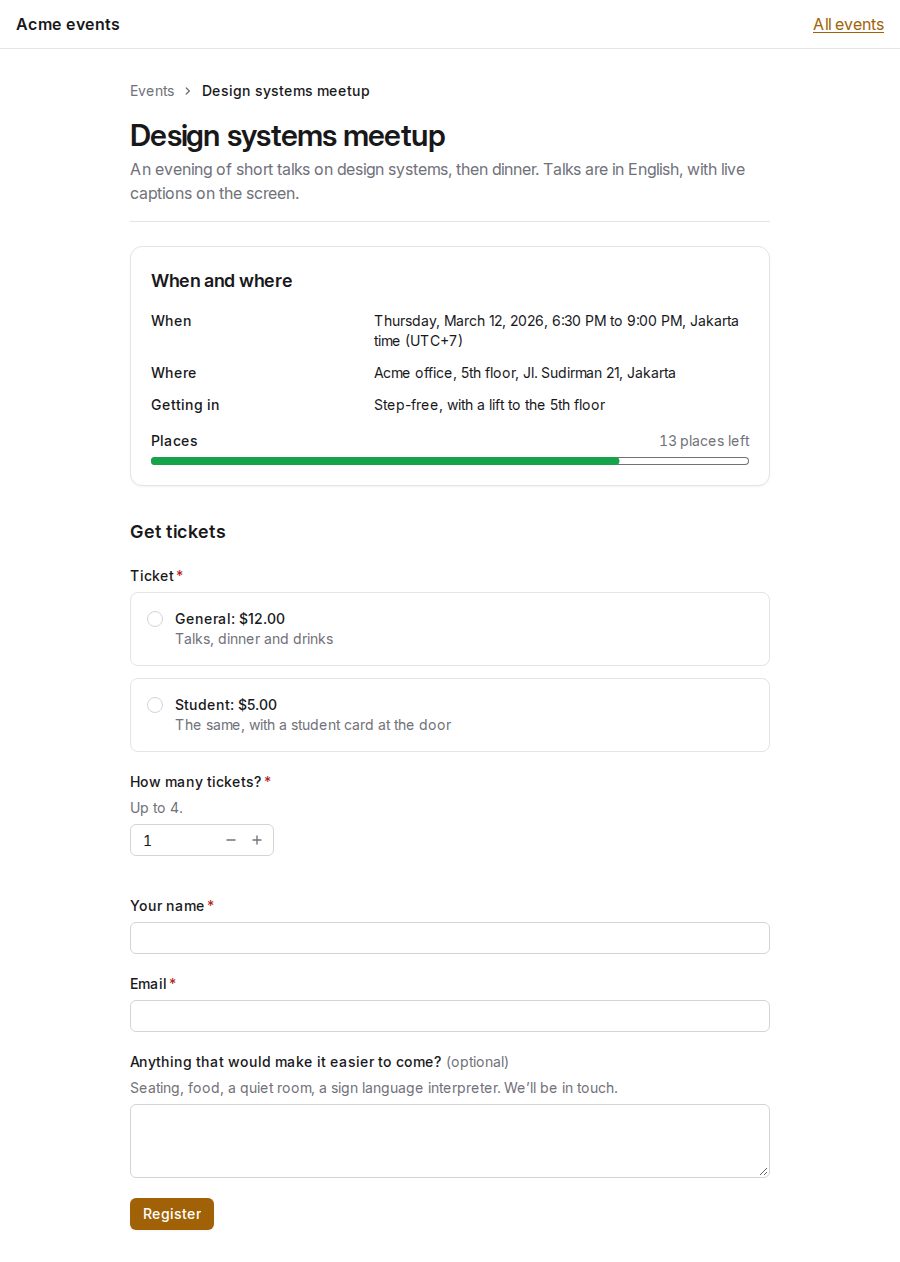 Acme events
All events
Events
Design systems meetup
Design systems meetup
An evening of short talks on design systems, then dinner. Talks are in English, with live
captions on the screen.
When and where
When
Thursday, March 12, 2026, 6:30 PM to 9:00 PM, Jakarta
time (UTC+7)
Where
Acme office, 5th floor, Jl. Sudirman 21, Jakarta
Getting in
Step-free, with a lift to the 5th floor
Places
13 places left
Get tickets
Ticket*
General: $12.00
Talks, dinner and drinks
Student: $5.00
The same, with a student card at the door
How many tickets?*
Up to 4.
1
Your name*
Email*
Anything that would make it easier to come? (optional)
Seating, food, a quiet room, a sign language interpreter. We’ll be in touch.
Register